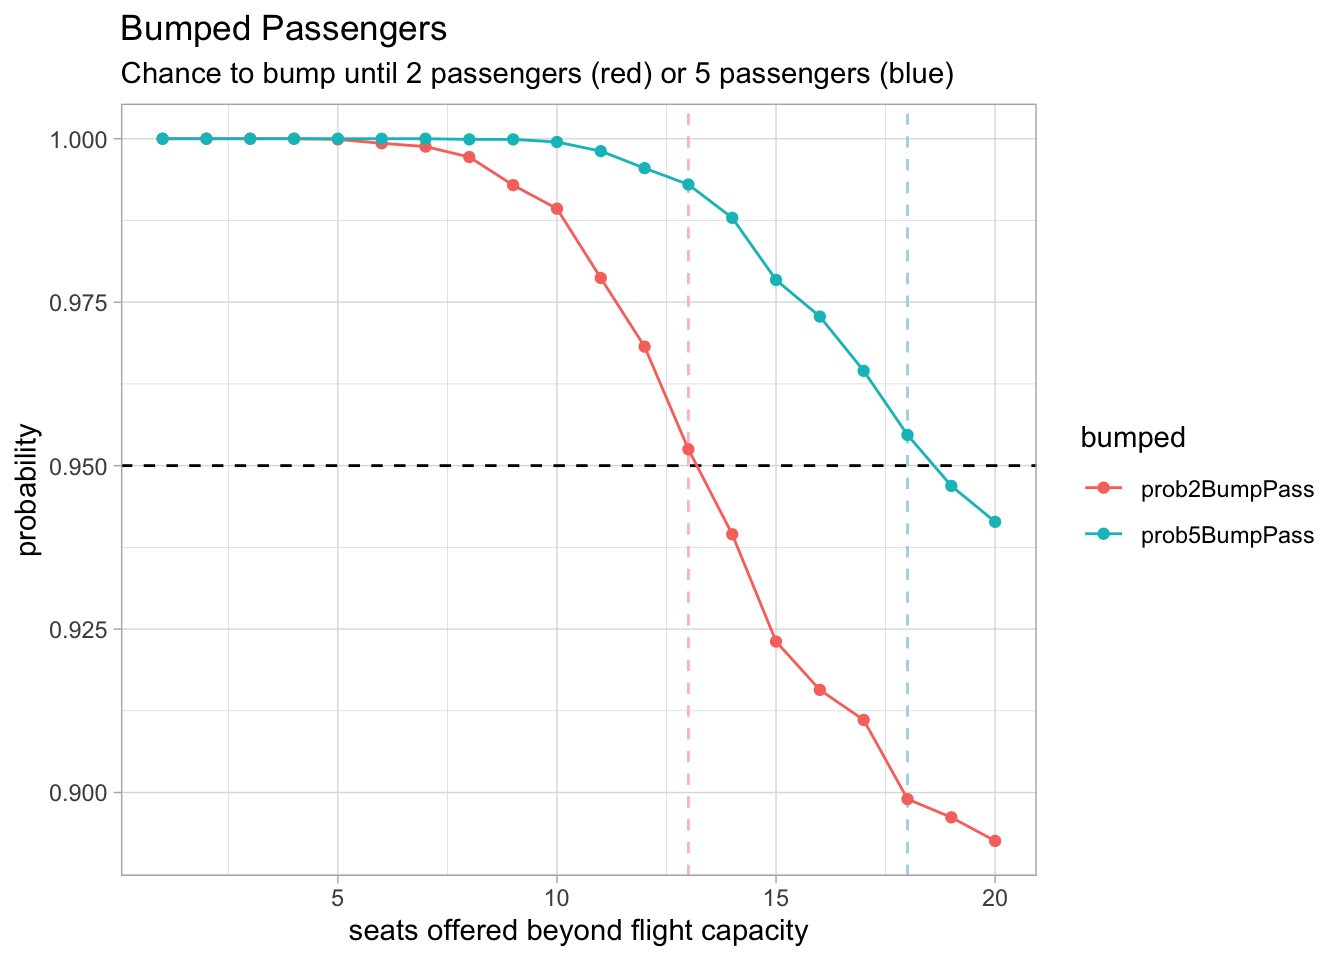 Bumped Passengers
Chance to bump until 2 passengers (red) or 5 passengers (blue)
1.000
0.975
0.950
0.925
0.900
probability
5 10 15 20
seats offered beyond flight capacity
bumped
prob2BumpPass
prob5BumpPass